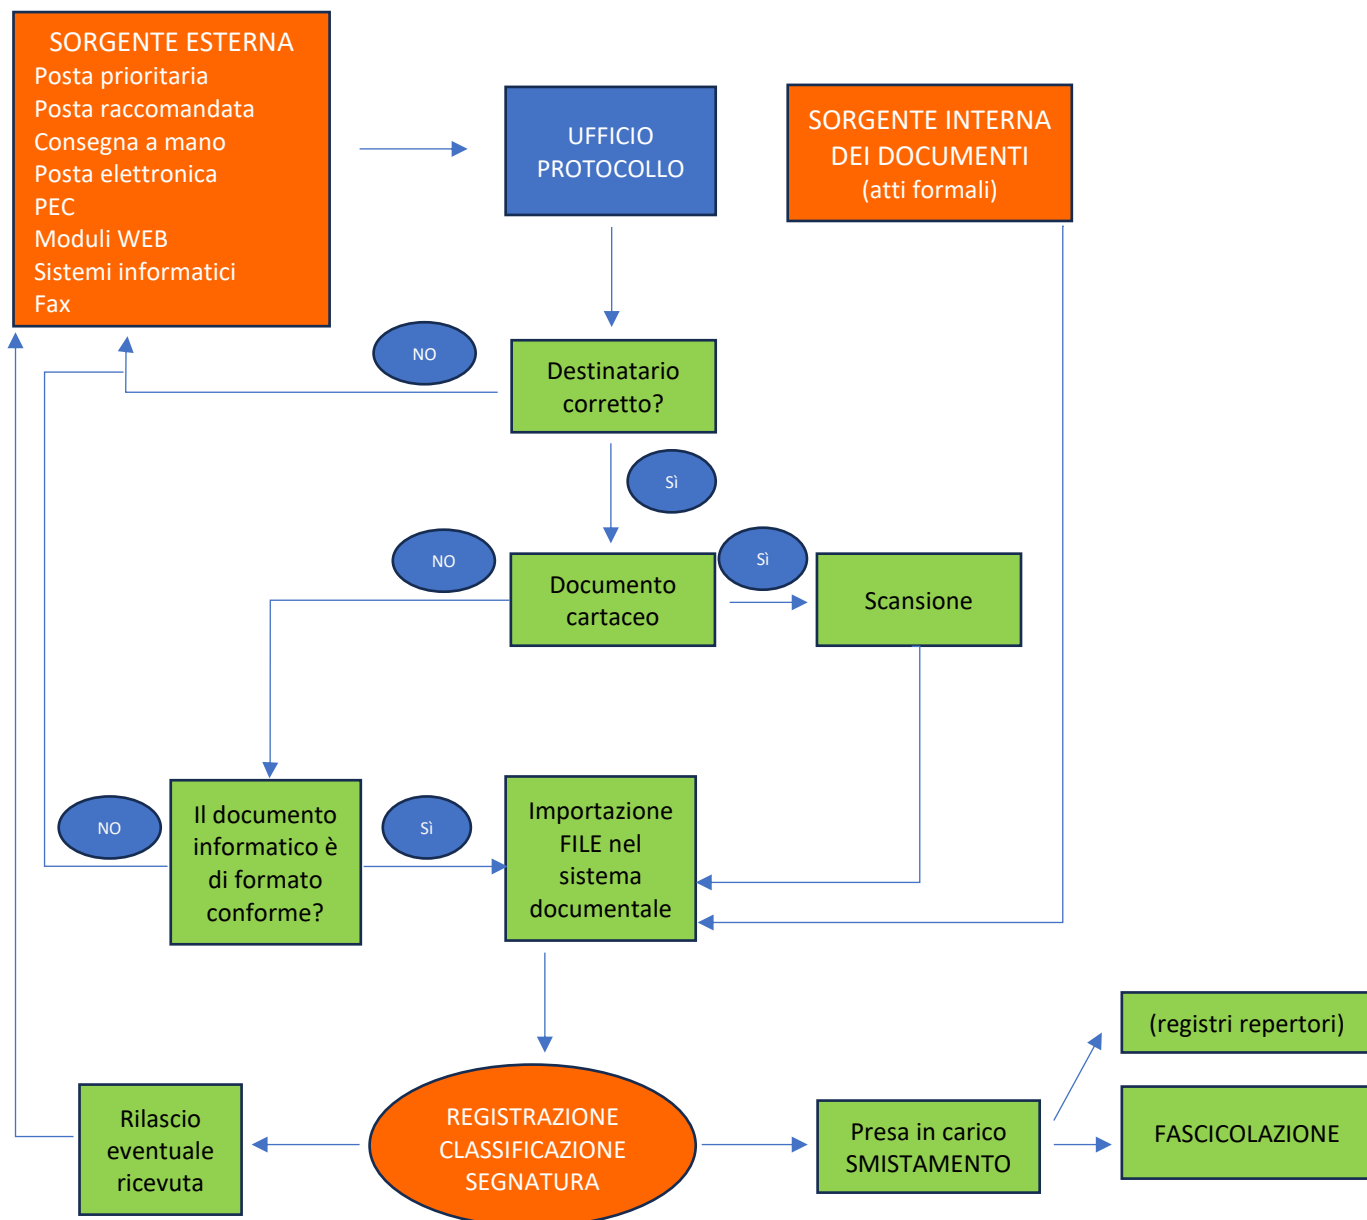 SORGENTE ESTERNA
Posta prioritaria
Posta raccomandata
Consegna a mano
Posta elettronica
PEC
Moduli WEB
Sistemi informatici
Fax
UFFICIO
PROTOCOLLO
SORGENTE INTERNA
DEI DOCUMENTI
(atti formali)
NO
Destinatario
corretto?
Sì
NO
Documento
cartaceo
Sì
Scansione
NO
Il documento
informatico è
di formato
conforme?
Sì
Importazione
FILE nel
sistema
documentale
(registri repertori)
Rilascio
eventuale
ricevuta
REGISTRAZIONE
CLASSIFICAZIONE
SEGNATURA
Presa in carico
SMISTAMENTO
FASCICOLAZIONE